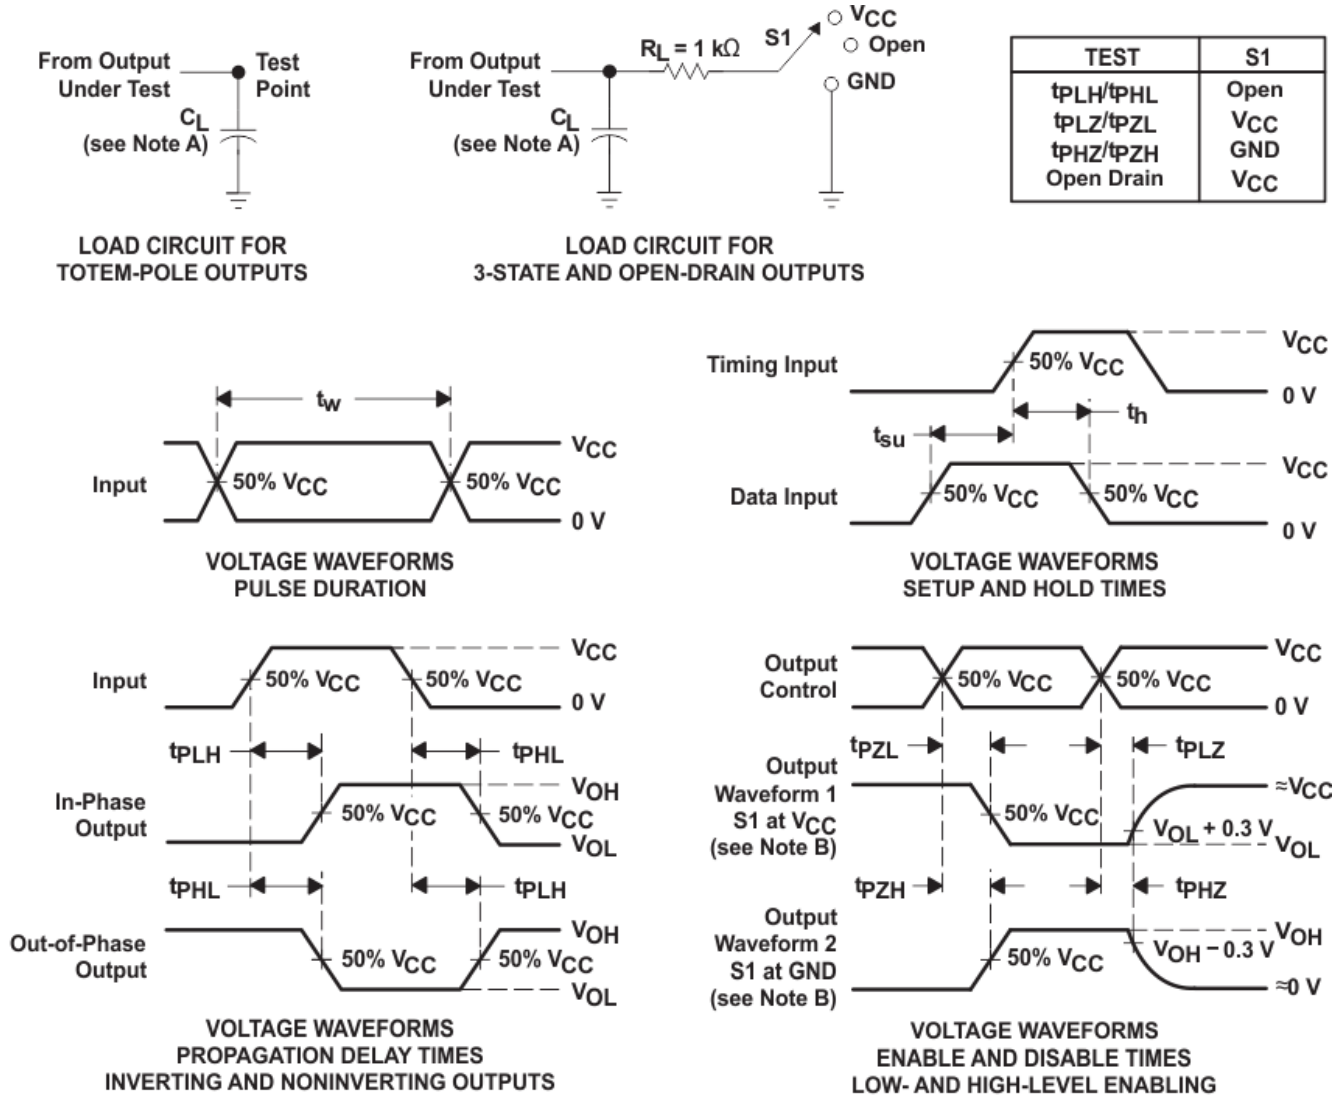 From Output
Under Test
Test
Point
CL
(see Note A)
LOAD CIRCUIT FOR
TOTEM-POLE OUTPUTS
From Output
Under Test
RL = 1 kΩ
S1
VCC
Open
GND
CL
(see Note A)
LOAD CIRCUIT FOR
3-STATE AND OPEN-DRAIN OUTPUTS
TEST S1
tPLH/tPHL Open
tPLZ/tPZL VCC
tPHZ/tPZH GND
Open Drain VCC
tw
Input
50% VCC
50% VCC
VCC
0 V
VOLTAGE WAVEFORMS
PULSE DURATION
Timing Input
50% VCC
VCC
0 V
th
tsu
Data Input
50% VCC
50% VCC
VCC
0 V
VOLTAGE WAVEFORMS
SETUP AND HOLD TIMES
Input
50% VCC
50% VCC
VCC
0 V
tPLH
tPHL
In-Phase
Output
50% VCC
50% VCC
VOH
VOL
tPHL
tPLH
Out-of-Phase
Output
50% VCC
50% VCC
VOH
VOL
VOLTAGE WAVEFORMS
PROPAGATION DELAY TIMES
INVERTING AND NONINVERTING OUTPUTS
Output
Control
50% VCC
50% VCC
VCC
0 V
tPZL
tPLZ
Output
Waveform 1
S1 at VCC
(see Note B)
50% VCC
VOL + 0.3 V
≈VCC
VOL
tPZH
tPHZ
Output
Waveform 2
S1 at GND
(see Note B)
50% VCC
VOH − 0.3 V
VOH
≈0 V
VOLTAGE WAVEFORMS
ENABLE AND DISABLE TIMES
LOW- AND HIGH-LEVEL ENABLING